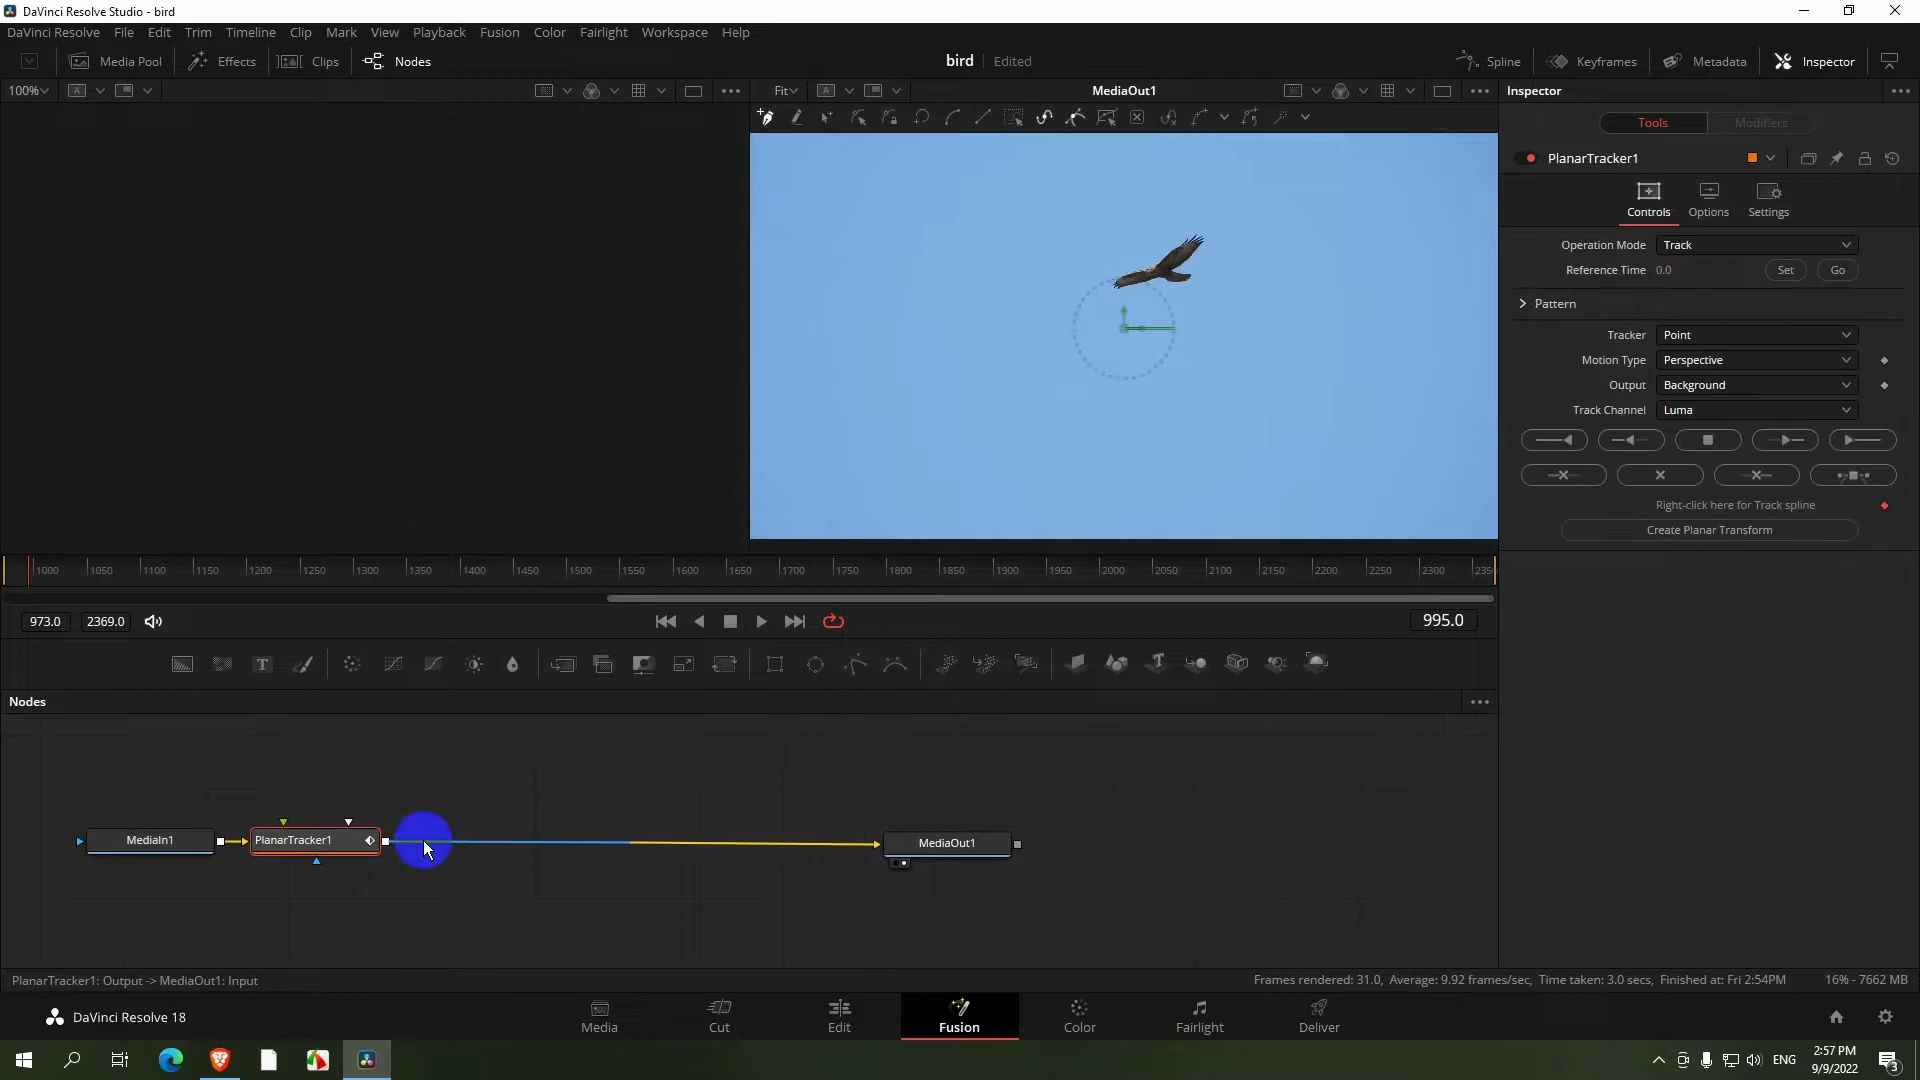 DaVinci Resolve Studio - bird
DaVinci Resolve File Edit Trim Timeline Clip Mark View Playback Fusion Color Fairlight Workspace Help
Media Pool Effects Clips Nodes bird Edited Spline Keyframes Metadata Inspector
100% A Fit A MediaOut1 Inspector
Tools Modifiers
PlanarTracker1
Controls Options Settings
Operation Mode Track
Reference Time 0.0 Set Go
Pattern
Tracker Point
Motion Type Perspective
Output Background
Track Channel Luma
Right-click here for Track spline
Create Planar Transform
1000 1050 1100 1150 1200 1250 1300 1350 1400 1450 1500 1550 1600 1650 1700 1750 1800 1850 1900 1950 2000 2050 2100 2150 2200 2250 2300 235
973.0 2369.0 995.0
T T
Nodes
MediaIn1 PlanarTracker1 MediaOut1
PlanarTracker1: Output -> MediaOut1: Input Frames rendered: 31.0, Average: 9.92 frames/sec, Time taken: 3.0 secs, Finished at: Fri 2:54PM 16% - 7662 MB
DaVinci Resolve 18 Media Cut Edit Fusion Color Fairlight Deliver
ENG 2:57 PM
9/9/2022 3